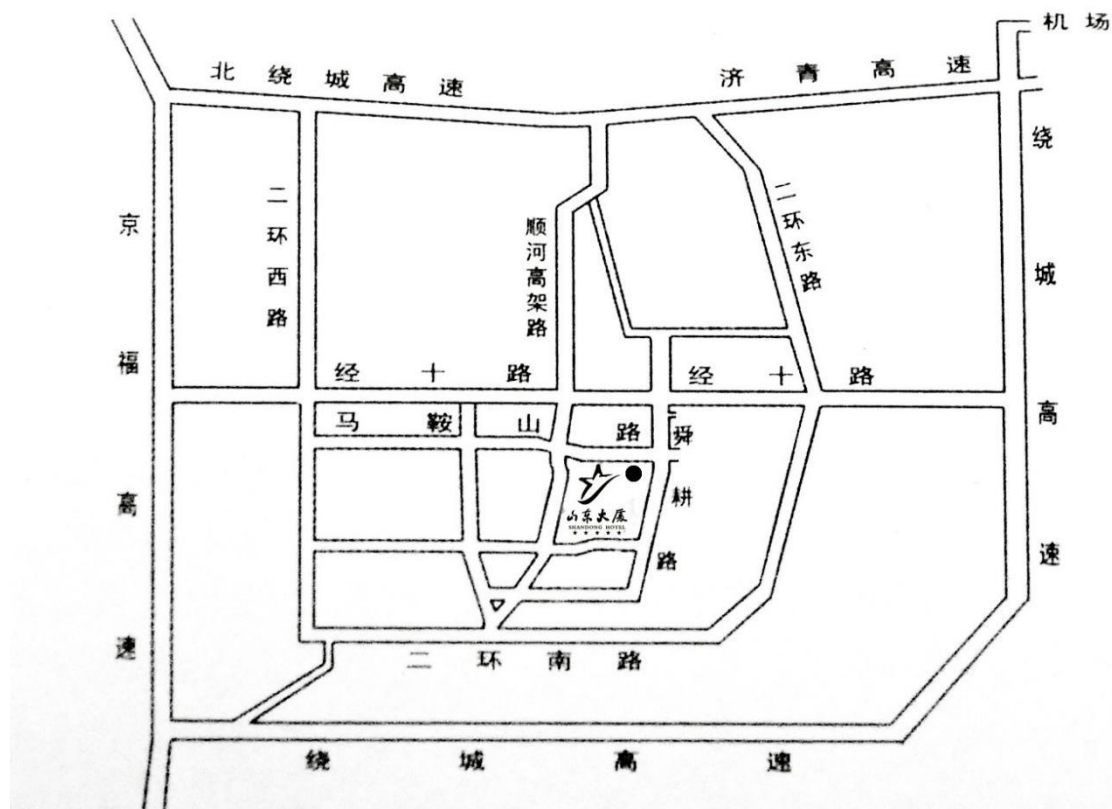 机场
北绕城高速
济青高速
绕城高速
京福高速
二环西路
顺河高架路
二环东路
经十路
经十路
马鞍山路
舜耕路
山东大厦
SHANDONG HOTEL
二环南路
绕城高速